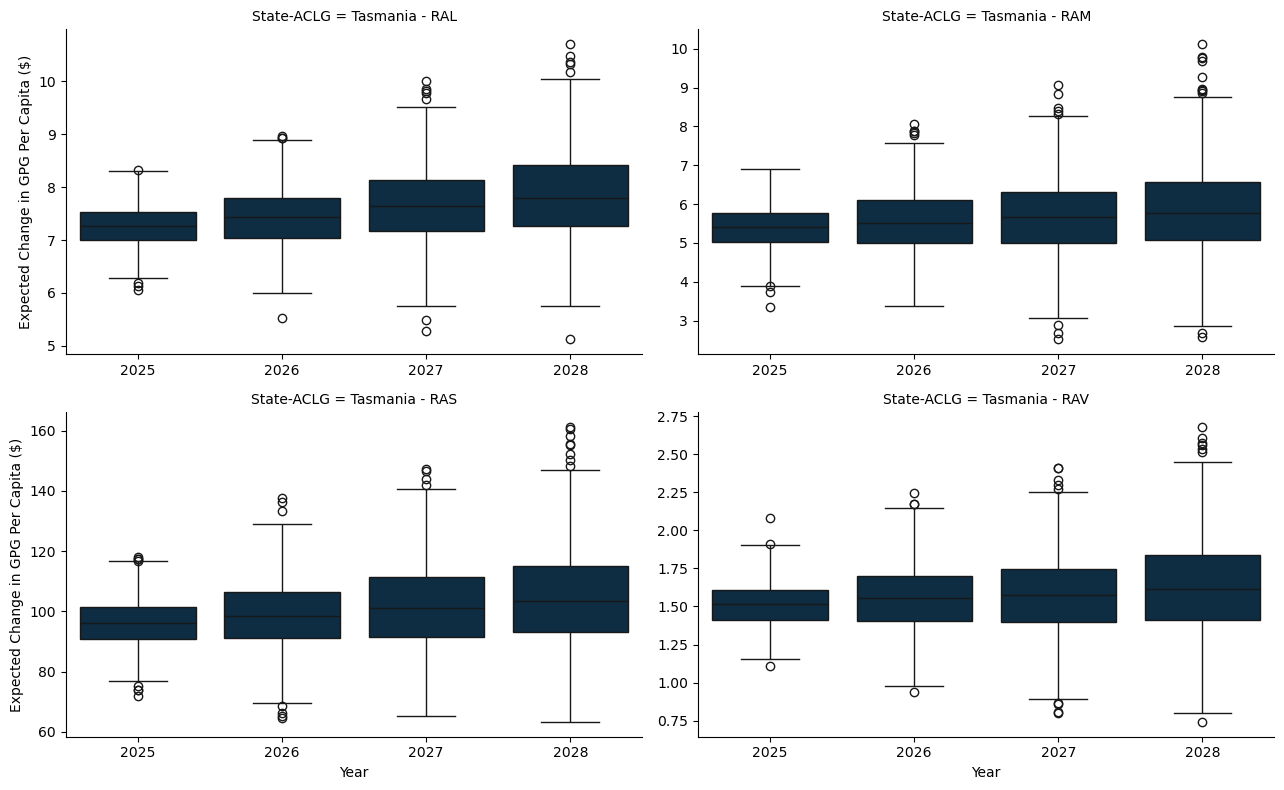 State-ACLG = Tasmania - RAL
Expected Change in GPG Per Capita ($)
10
9
8
7
6
5
2025 2026 2027 2028
State-ACLG = Tasmania - RAM
10
9
8
7
6
5
4
3
2025 2026 2027 2028
State-ACLG = Tasmania - RAS
Expected Change in GPG Per Capita ($)
160
140
120
100
80
60
2025 2026 2027 2028
Year
State-ACLG = Tasmania - RAV
2.75
2.50
2.25
2.00
1.75
1.50
1.25
1.00
0.75
2025 2026 2027 2028
Year